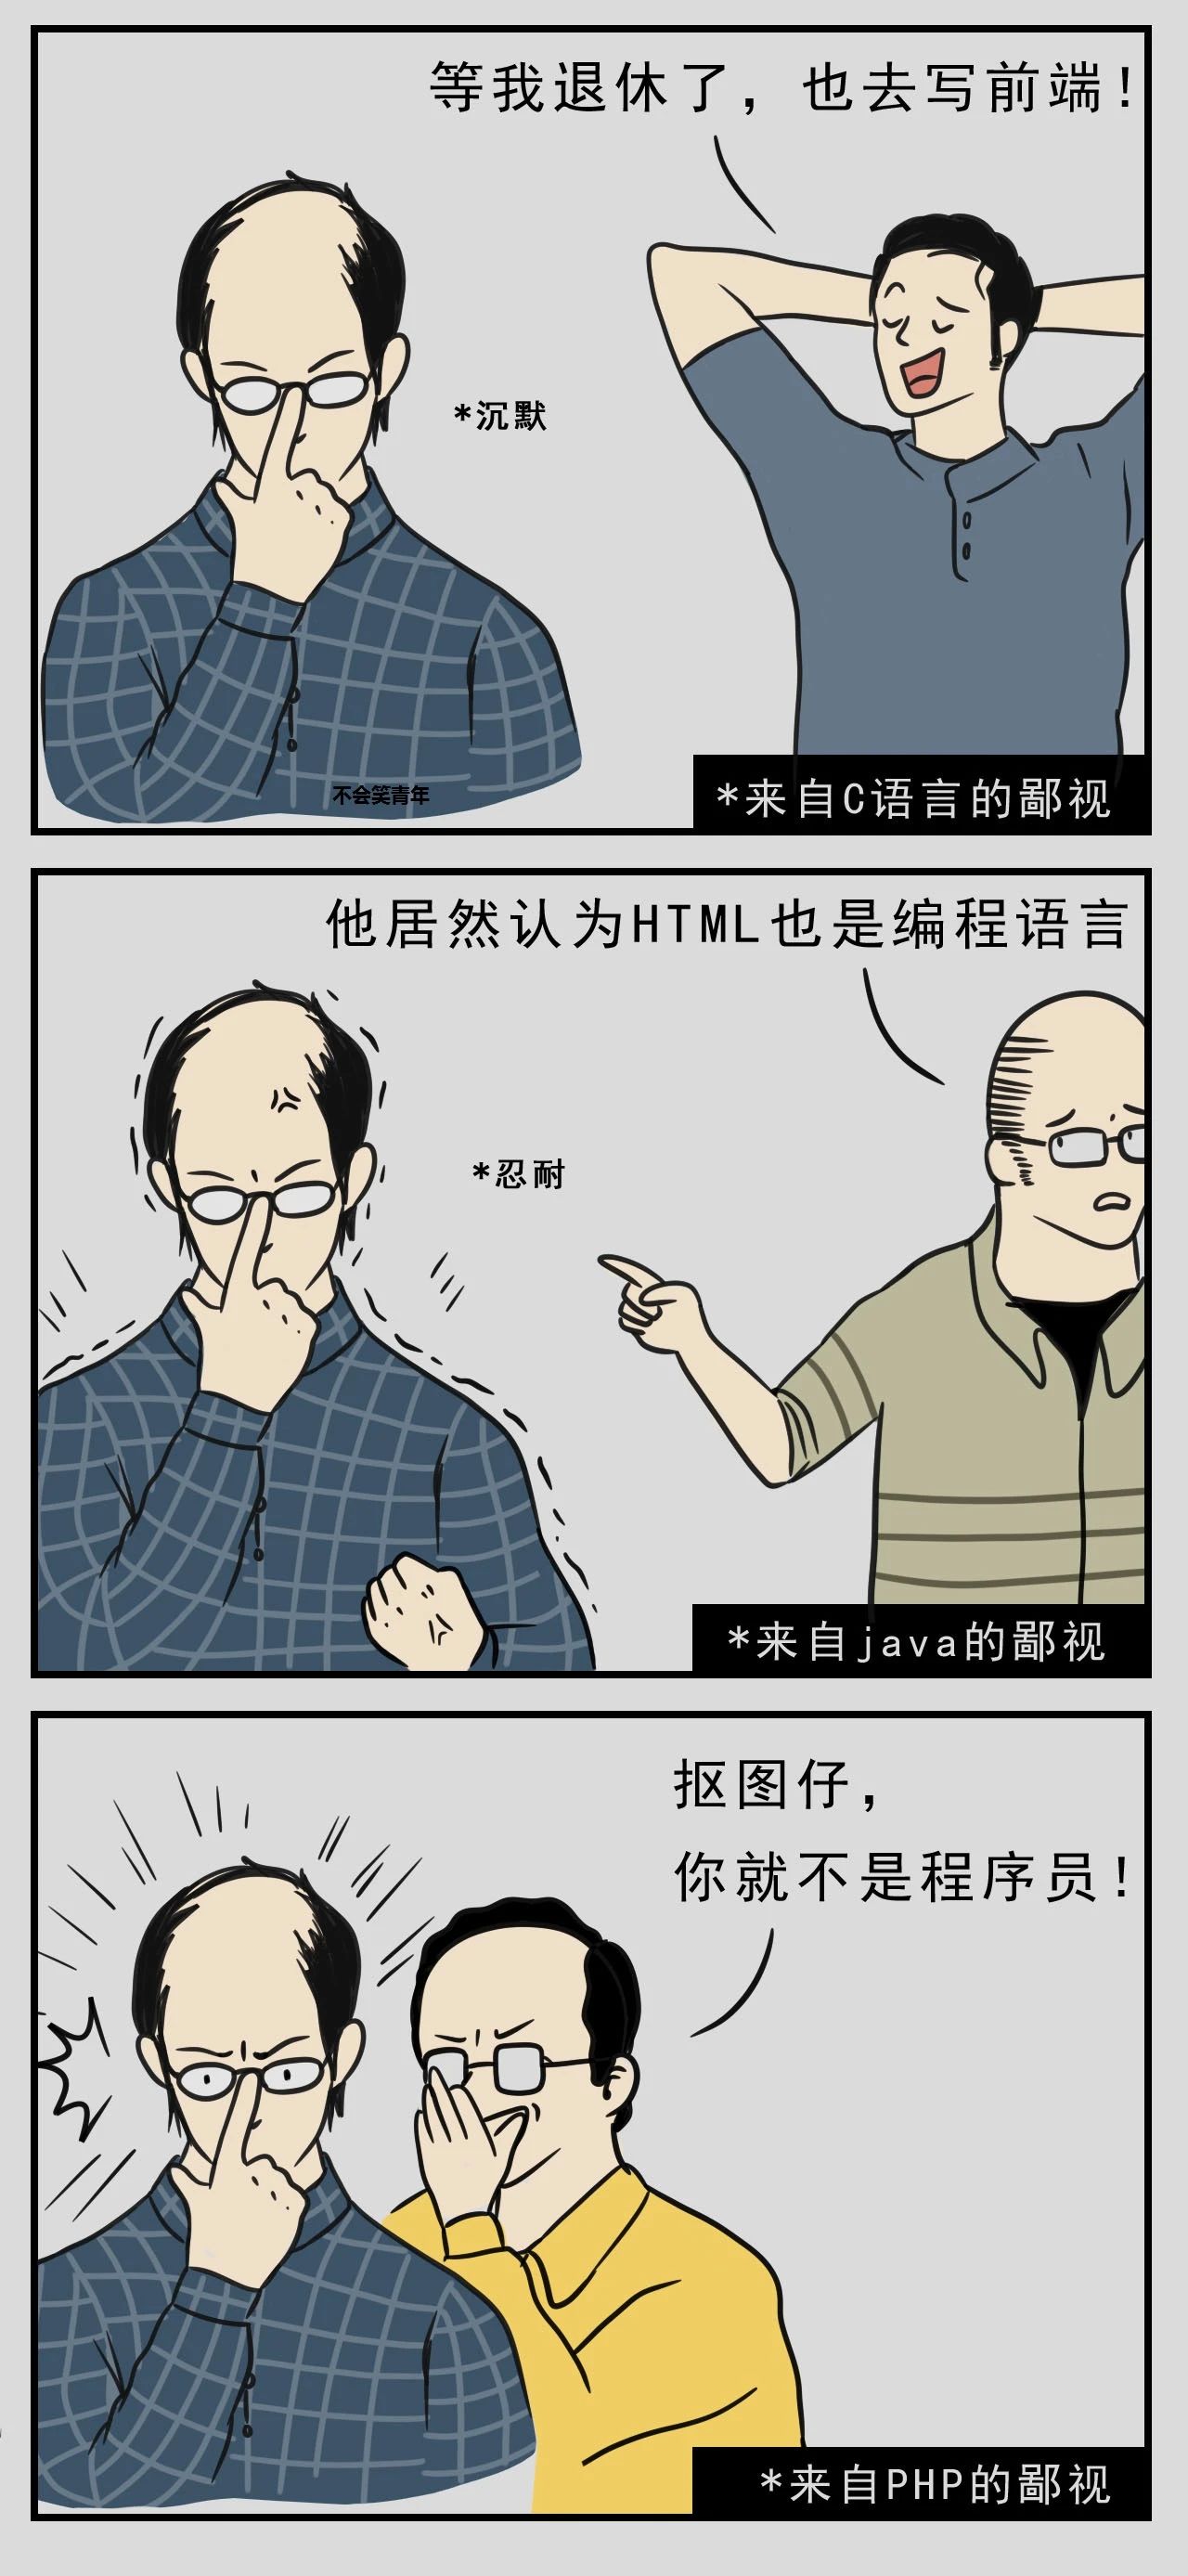 等我退休了，也去写前端！
*沉默
不会笑青年
*来自C语言的鄙视
他居然认为HTML也是编程语言
*忍耐
*来自java的鄙视
抠图仔，
你就不是程序员！
*来自PHP的鄙视